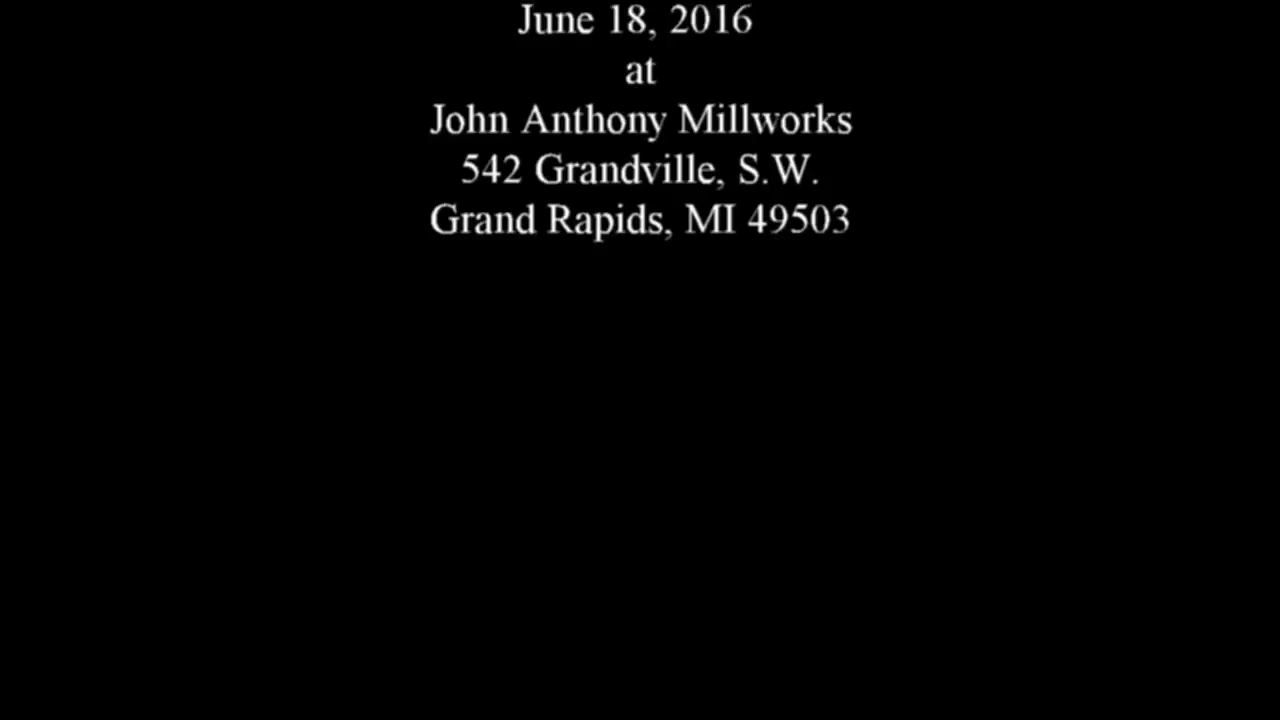 June 18, 2016
at
John Anthony Millworks
542 Grandville, S.W.
Grand Rapids, MI 49503